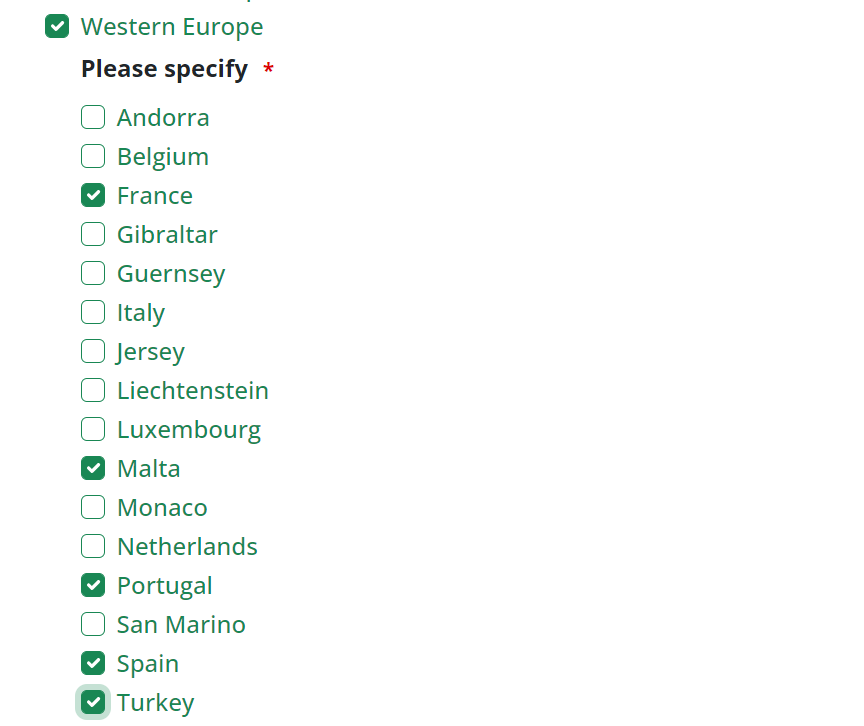 Western Europe
Please specify *
Andorra
Belgium
France
Gibraltar
Guernsey
Italy
Jersey
Liechtenstein
Luxembourg
Malta
Monaco
Netherlands
Portugal
San Marino
Spain
Turkey